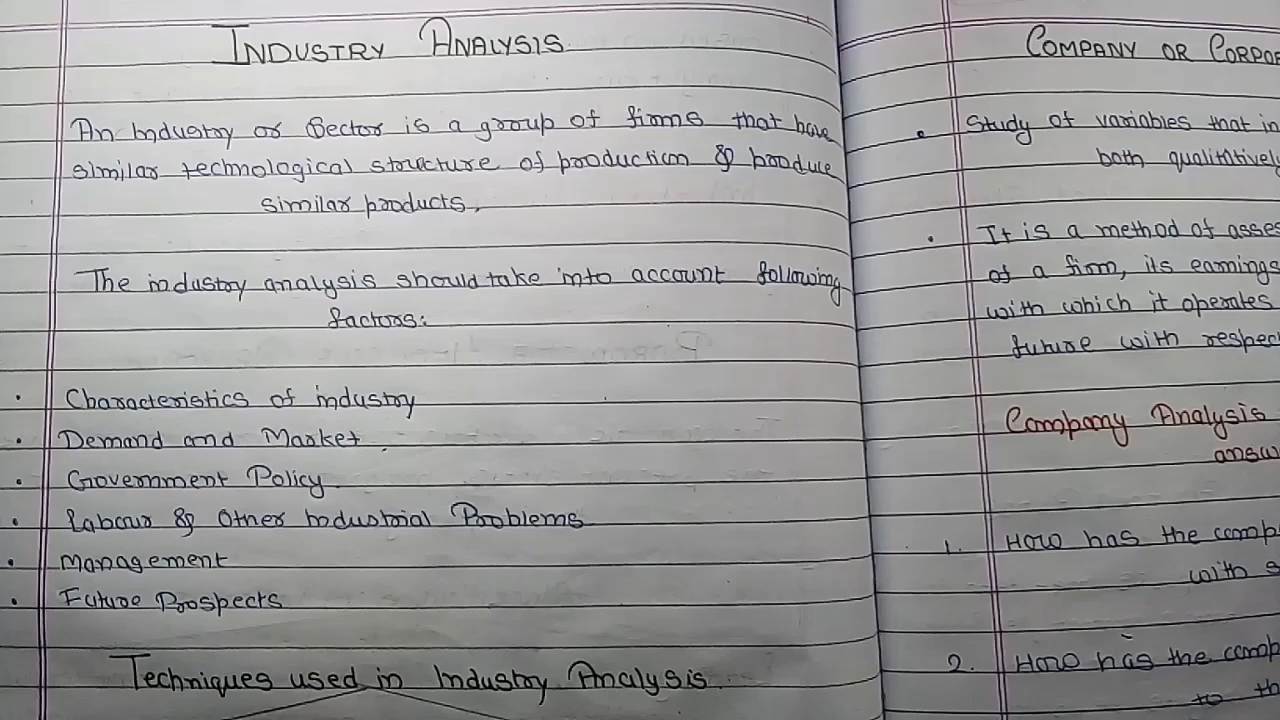 INDUSTRY ANALYSIS
An Industry or Sector is a group of firms that have
similar technological structure of production & produce
similar products.
The industry analysis should take into account following
factors:
• Characteristics of industry
• Demand and Market
• Government Policy
• Labour & Other Industrial Problems
• Management
• Future Prospects
Techniques used in Industry Analysis
COMPANY OR CORPOR
• Study of variables that in
both qualitatively
• It is a method of asses
of a firm, its earnings
with which it operates
future with respec
Company Analysis
answ
1. How has the comp
with s
2. How has the comp
to th